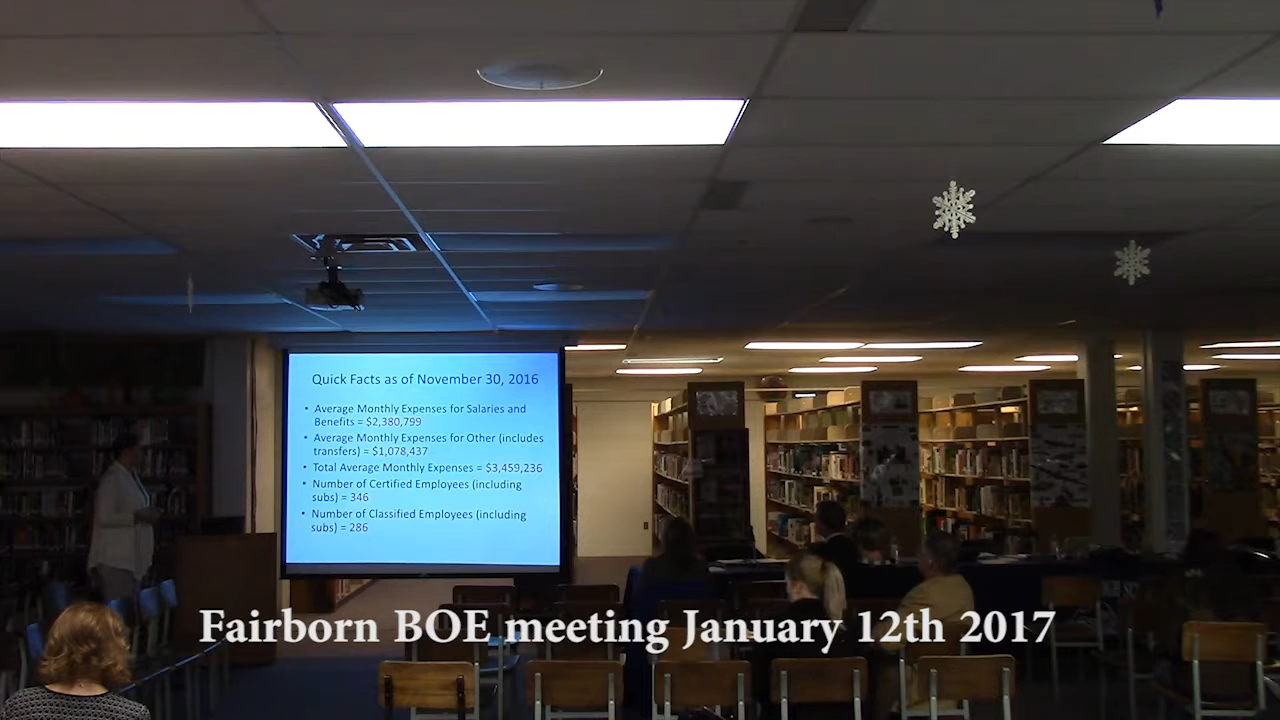 Quick Facts as of November 30, 2016
• Average Monthly Expenses for Salaries and
Benefits = $2,380,799
• Average Monthly Expenses for Other (includes
transfers) = $1,078,437
• Total Average Monthly Expenses = $3,459,236
• Number of Certified Employees (including
subs) = 346
• Number of Classified Employees (including
subs) = 286
Fairborn BOE meeting January 12th 2017